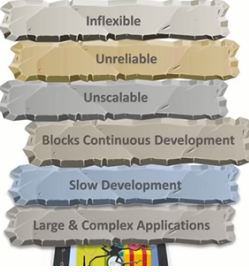 Inflexible
Unreliable
Unscalable
Blocks Continuous Development
Slow Development
Large & Complex Applications